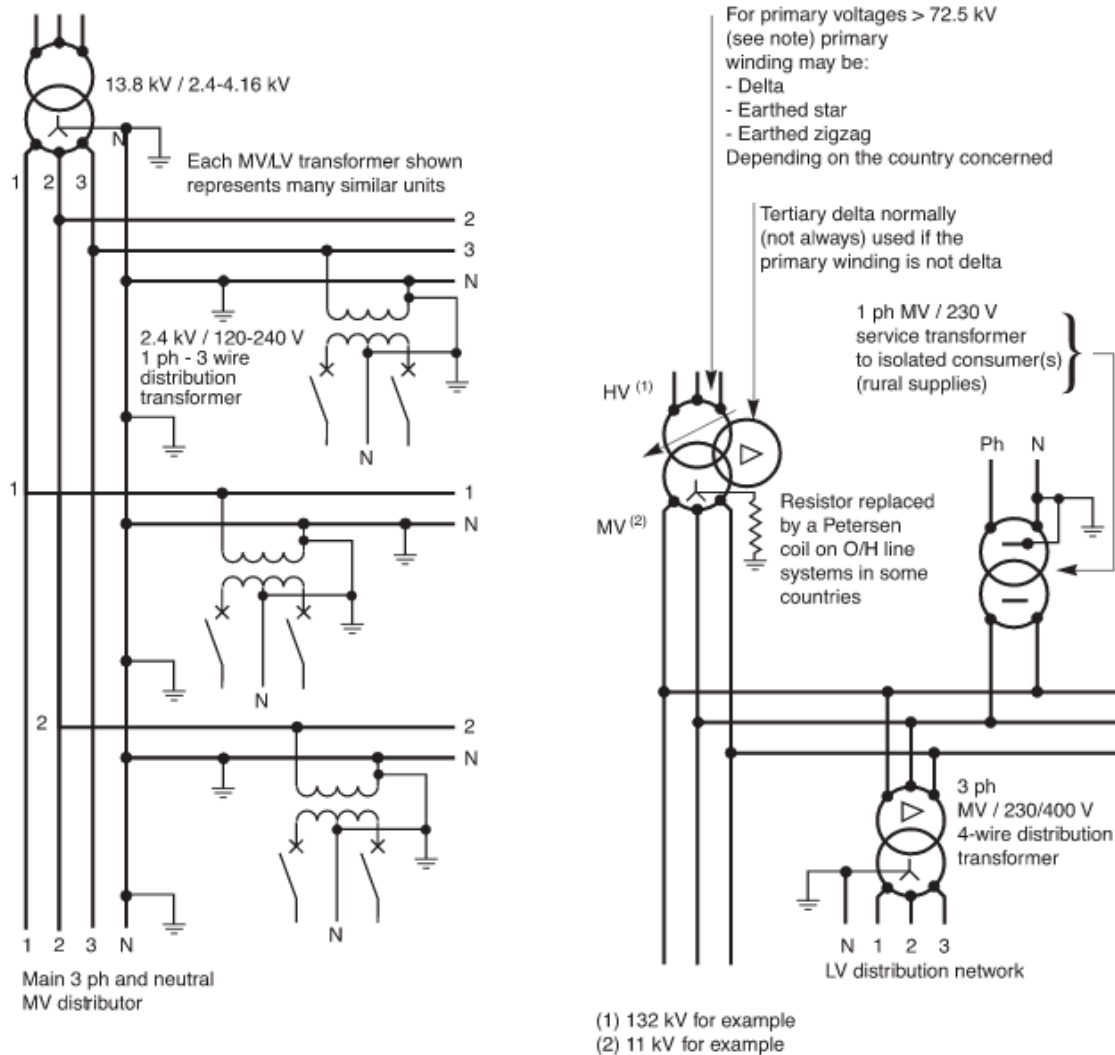 13.8 kV / 2.4-4.16 kV
N
Each MV/LV transformer shown
represents many similar units
1 2 3
2
3
N
2.4 kV / 120-240 V
1 ph - 3 wire
distribution
transformer
N
1
1
N
N
2
2
N
N
1 2 3 N
Main 3 ph and neutral
MV distributor
For primary voltages > 72.5 kV
(see note) primary
winding may be:
- Delta
- Earthed star
- Earthed zigzag
Depending on the country concerned
Tertiary delta normally
(not always) used if the
primary winding is not delta
1 ph MV / 230 V
service transformer
to isolated consumer(s)
(rural supplies)
HV (1)
Ph N
MV (2)
Resistor replaced
by a Petersen
coil on O/H line
systems in some
countries
3 ph
MV / 230/400 V
4-wire distribution
transformer
N 1 2 3
LV distribution network
(1) 132 kV for example
(2) 11 kV for example